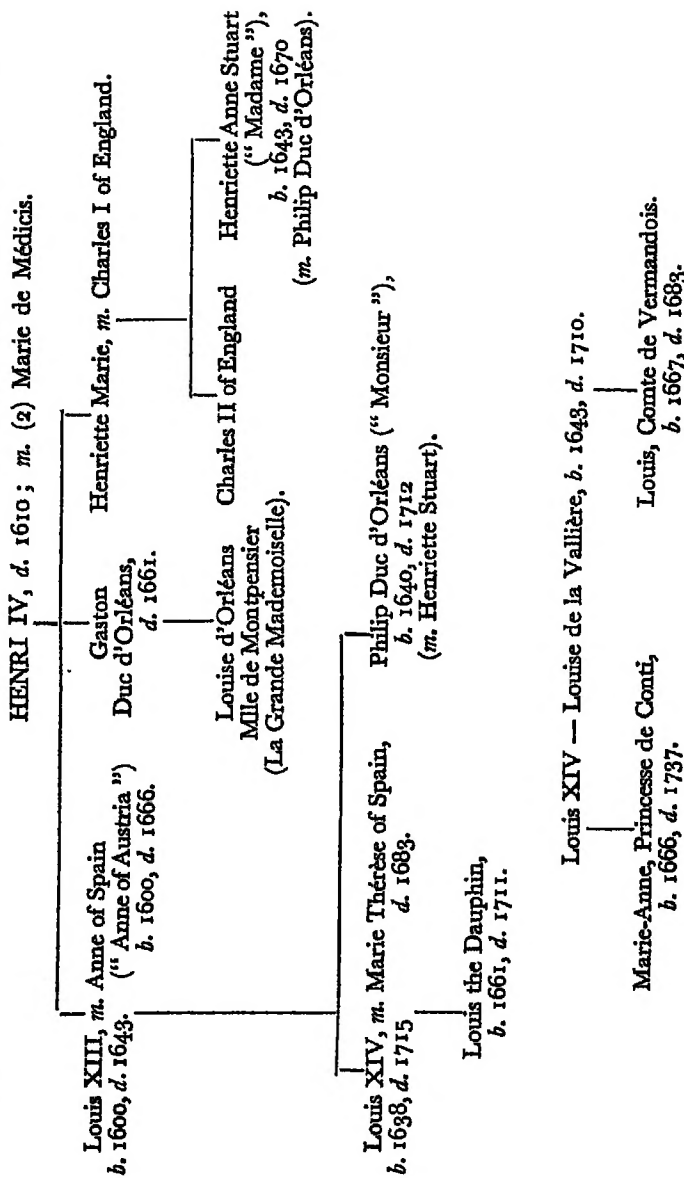 HENRI IV, d. 1610 ; m. (2) Marie de Médicis.
Louis XIII, m. Anne of Spain
b. 1600, d. 1643. (“ Anne of Austria ”)
b. 1600, d. 1666.
Gaston
Duc d'Orléans,
d. 1661.
Henriette Marie, m. Charles I of England.
Louise d'Orléans
Mlle de Montpensier
(La Grande Mademoiselle).
Charles II of England
Henriette Anne Stuart
(“ Madame ”),
b. 1643, d. 1670
(m. Philip Duc d'Orléans).
Louis XIV, m. Marie Thérèse of Spain,
b. 1638, d. 1715 d. 1683.
Philip Duc d'Orléans (“ Monsieur ”),
b. 1640, d. 1712
(m. Henriette Stuart).
Louis the Dauphin,
b. 1661, d. 1711.
Louis XIV — Louise de la Vallière, b. 1643, d. 1710.
Marie-Anne, Princesse de Conti,
b. 1666, d. 1737.
Louis, Comte de Vermandois.
b. 1667, d. 1683.